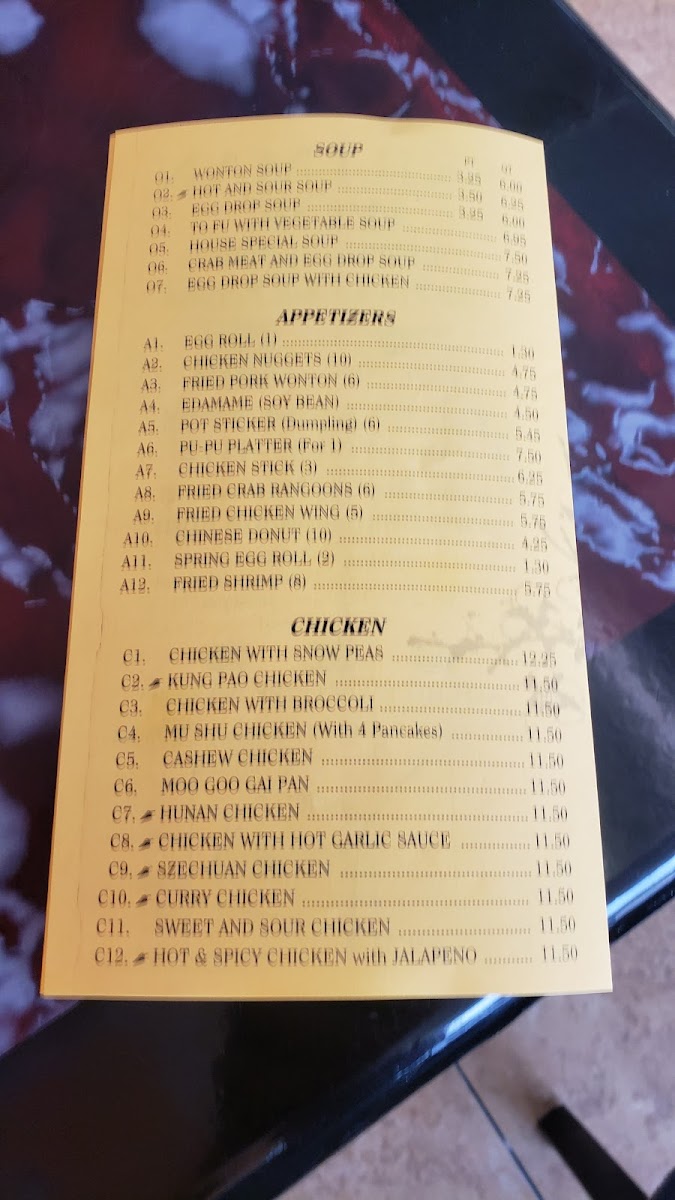 SOUP
PT QT
01. WONTON SOUP 3.25 6.00
02. HOT AND SOUR SOUP 3.50 6.25
03. EGG DROP SOUP 3.25 6.00
04. TO FU WITH VEGETABLE SOUP 6.95
05. HOUSE SPECIAL SOUP 7.50
06. CRAB MEAT AND EGG DROP SOUP 7.25
07. EGG DROP SOUP WITH CHICKEN 7.25
APPETIZERS
A1. EGG ROLL (1) 1.30
A2. CHICKEN NUGGETS (10) 4.75
A3. FRIED PORK WONTON (6) 4.75
A4. EDAMAME (SOY BEAN) 4.50
A5. POT STICKER (Dumpling) (6) 5.45
A6. PU-PU PLATTER (For 1) 7.50
A7. CHICKEN STICK (3) 6.25
A8. FRIED CRAB RANGOONS (6) 5.75
A9. FRIED CHICKEN WING (5) 5.75
A10. CHINESE DONUT (10) 4.25
A11. SPRING EGG ROLL (2) 1.30
A12. FRIED SHRIMP (8) 5.75
CHICKEN
C1. CHICKEN WITH SNOW PEAS 12.25
C2. KUNG PAO CHICKEN 11.50
C3. CHICKEN WITH BROCCOLI 11.50
C4. MU SHU CHICKEN (With 4 Pancakes) 11.50
C5. CASHEW CHICKEN 11.50
C6. MOO GOO GAI PAN 11.50
C7. HUNAN CHICKEN 11.50
C8. CHICKEN WITH HOT GARLIC SAUCE 11.50
C9. SZECHUAN CHICKEN 11.50
C10. CURRY CHICKEN 11.50
C11. SWEET AND SOUR CHICKEN 11.50
C12. HOT & SPICY CHICKEN with JALAPENO 11.50